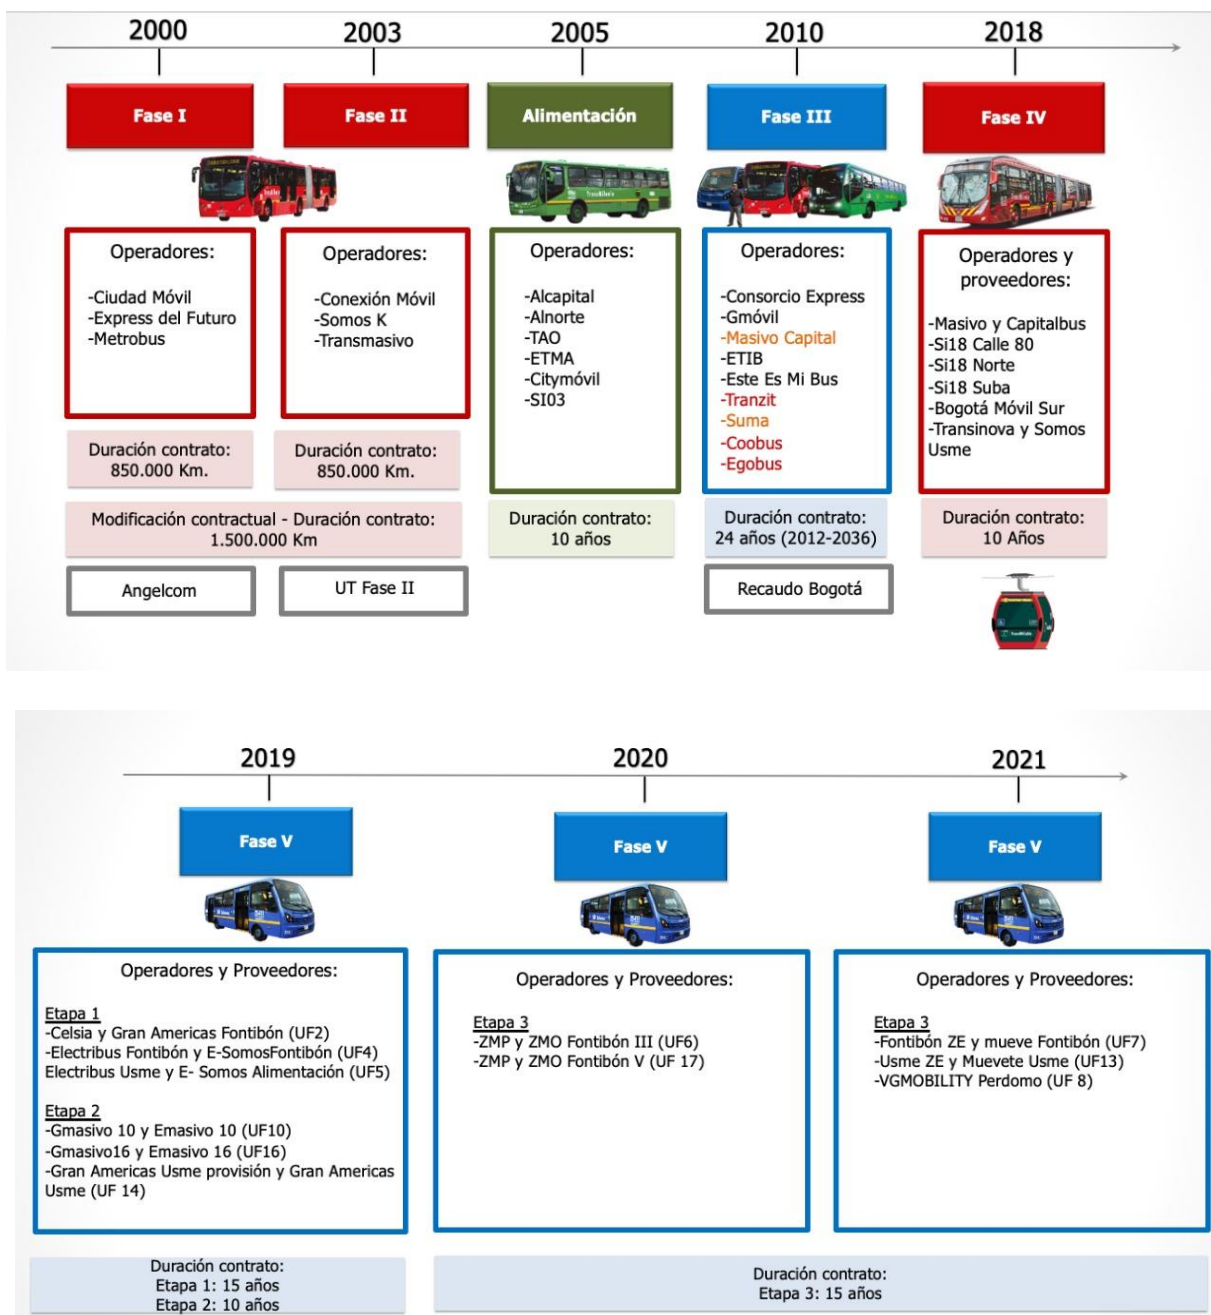 2000
2003
2005
2010
2018
Fase I
Fase II
Alimentación
Fase III
Fase IV
Operadores:
-Ciudad Móvil
-Express del Futuro
-Metrobus
Operadores:
-Conexión Móvil
-Somos K
-Transmasivo
Operadores:
-Alcapital
-Alnorte
-TAO
-ETMA
-Citymóvil
-SI03
Operadores:
-Consorcio Express
-Gmóvil
-Masivo Capital
-ETIB
-Este Es Mi Bus
-Tranzit
-Suma
-Coobus
-Egobus
Operadores y
proveedores:
-Masivo y Capitalbus
-Si18 Calle 80
-Si18 Norte
-Si18 Suba
-Bogotá Móvil Sur
-Transinova y Somos
Usme
Duración contrato:
850.000 Km.
Duración contrato:
850.000 Km.
Modificación contractual - Duración contrato:
1.500.000 Km
Duración contrato:
10 años
Duración contrato:
24 años (2012-2036)
Duración contrato:
10 Años
Angelcom
UT Fase II
Recaudo Bogotá
2019
2020
2021
Fase V
Fase V
Fase V
Operadores y Proveedores:
Etapa 1
-Celsia y Gran Americas Fontibón (UF2)
-Electribus Fontibón y E-SomosFontibón (UF4)
Electribus Usme y E- Somos Alimentación (UF5)
Etapa 2
-Gmasivo 10 y Emasivo 10 (UF10)
-Gmasivo16 y Emasivo 16 (UF16)
-Gran Americas Usme provisión y Gran Americas
Usme (UF 14)
Operadores y Proveedores:
Etapa 3
-ZMP y ZMO Fontibón III (UF6)
-ZMP y ZMO Fontibón V (UF 17)
Operadores y Proveedores:
Etapa 3
-Fontibón ZE y mueve Fontibón (UF7)
-Usme ZE y Muevete Usme (UF13)
-VGMOBILITY Perdomo (UF 8)
Duración contrato:
Etapa 1: 15 años
Etapa 2: 10 años
Duración contrato:
Etapa 3: 15 años